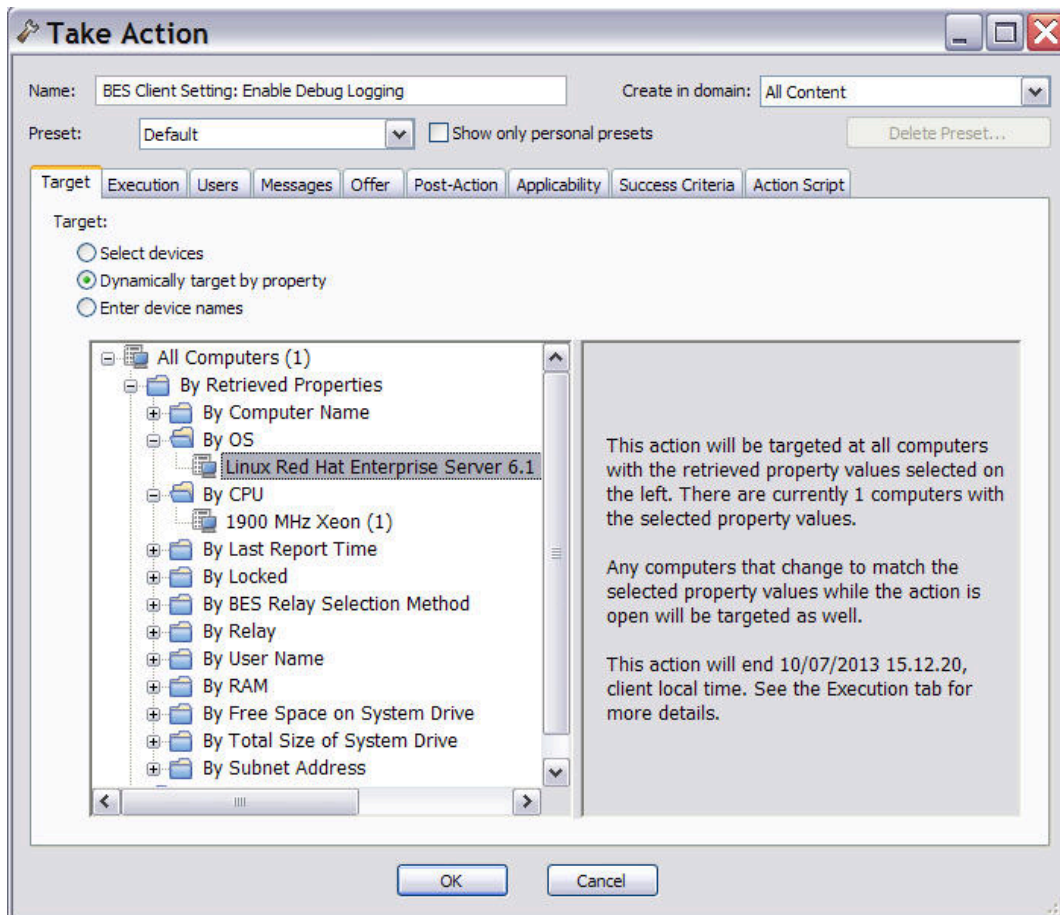 Take Action
Name: BES Client Setting: Enable Debug Logging Create in domain: All Content
Preset: Default Show only personal presets Delete Preset...
Target Execution Users Messages Offer Post-Action Applicability Success Criteria Action Script
Target:
Select devices
Dynamically target by property
Enter device names
All Computers (1)
By Retrieved Properties
By Computer Name
By OS
Linux Red Hat Enterprise Server 6.1
By CPU
1900 MHz Xeon (1)
By Last Report Time
By Locked
By BES Relay Selection Method
By Relay
By User Name
By RAM
By Free Space on System Drive
By Total Size of System Drive
By Subnet Address
This action will be targeted at all computers
with the retrieved property values selected on
the left. There are currently 1 computers with
the selected property values.
Any computers that change to match the
selected property values while the action is
open will be targeted as well.
This action will end 10/07/2013 15.12.20,
client local time. See the Execution tab for
more details.
OK Cancel